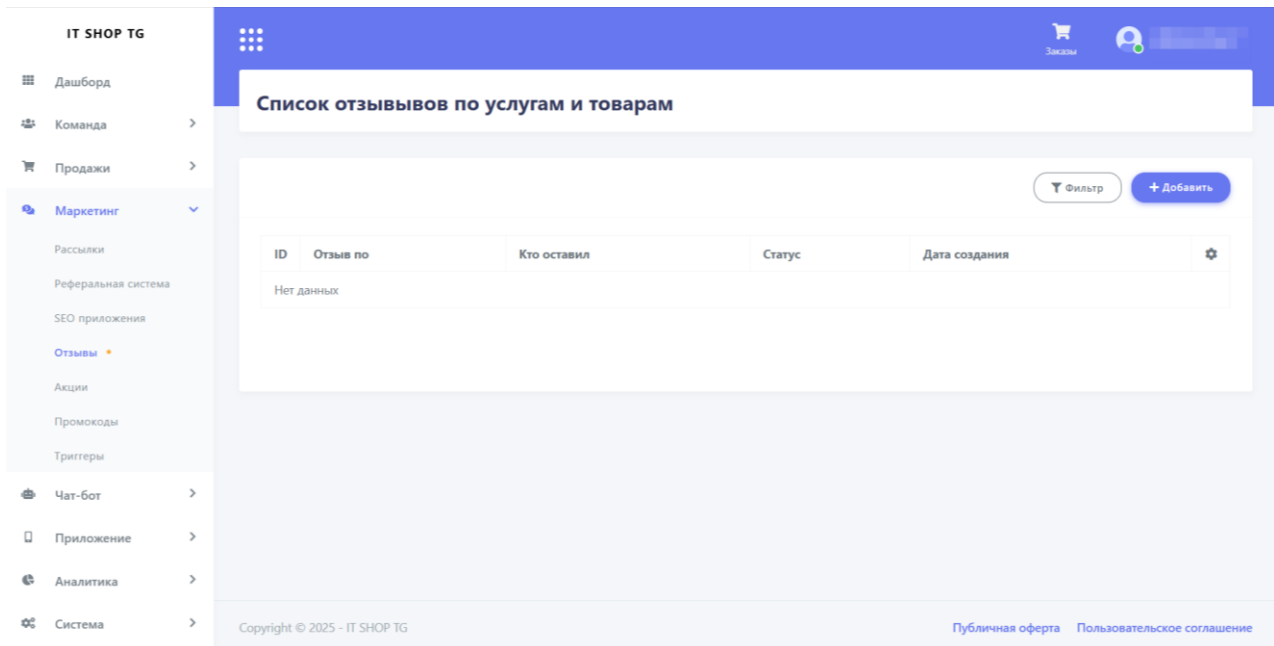 IT SHOP TG
Дашборд
Команда
Продажи
Маркетинг
Рассылки
Реферальная система
SEO приложения
Отзывы
Акции
Промокоды
Триггеры
Чат-бот
Приложение
Аналитика
Система
Заказы
Список отзывывов по услугам и товарам
Фильтр
+ Добавить
ID Отзыв по Кто оставил Статус Дата создания
Нет данных
Copyright © 2025 - IT SHOP TG
Публичная оферта Пользовательское соглашение